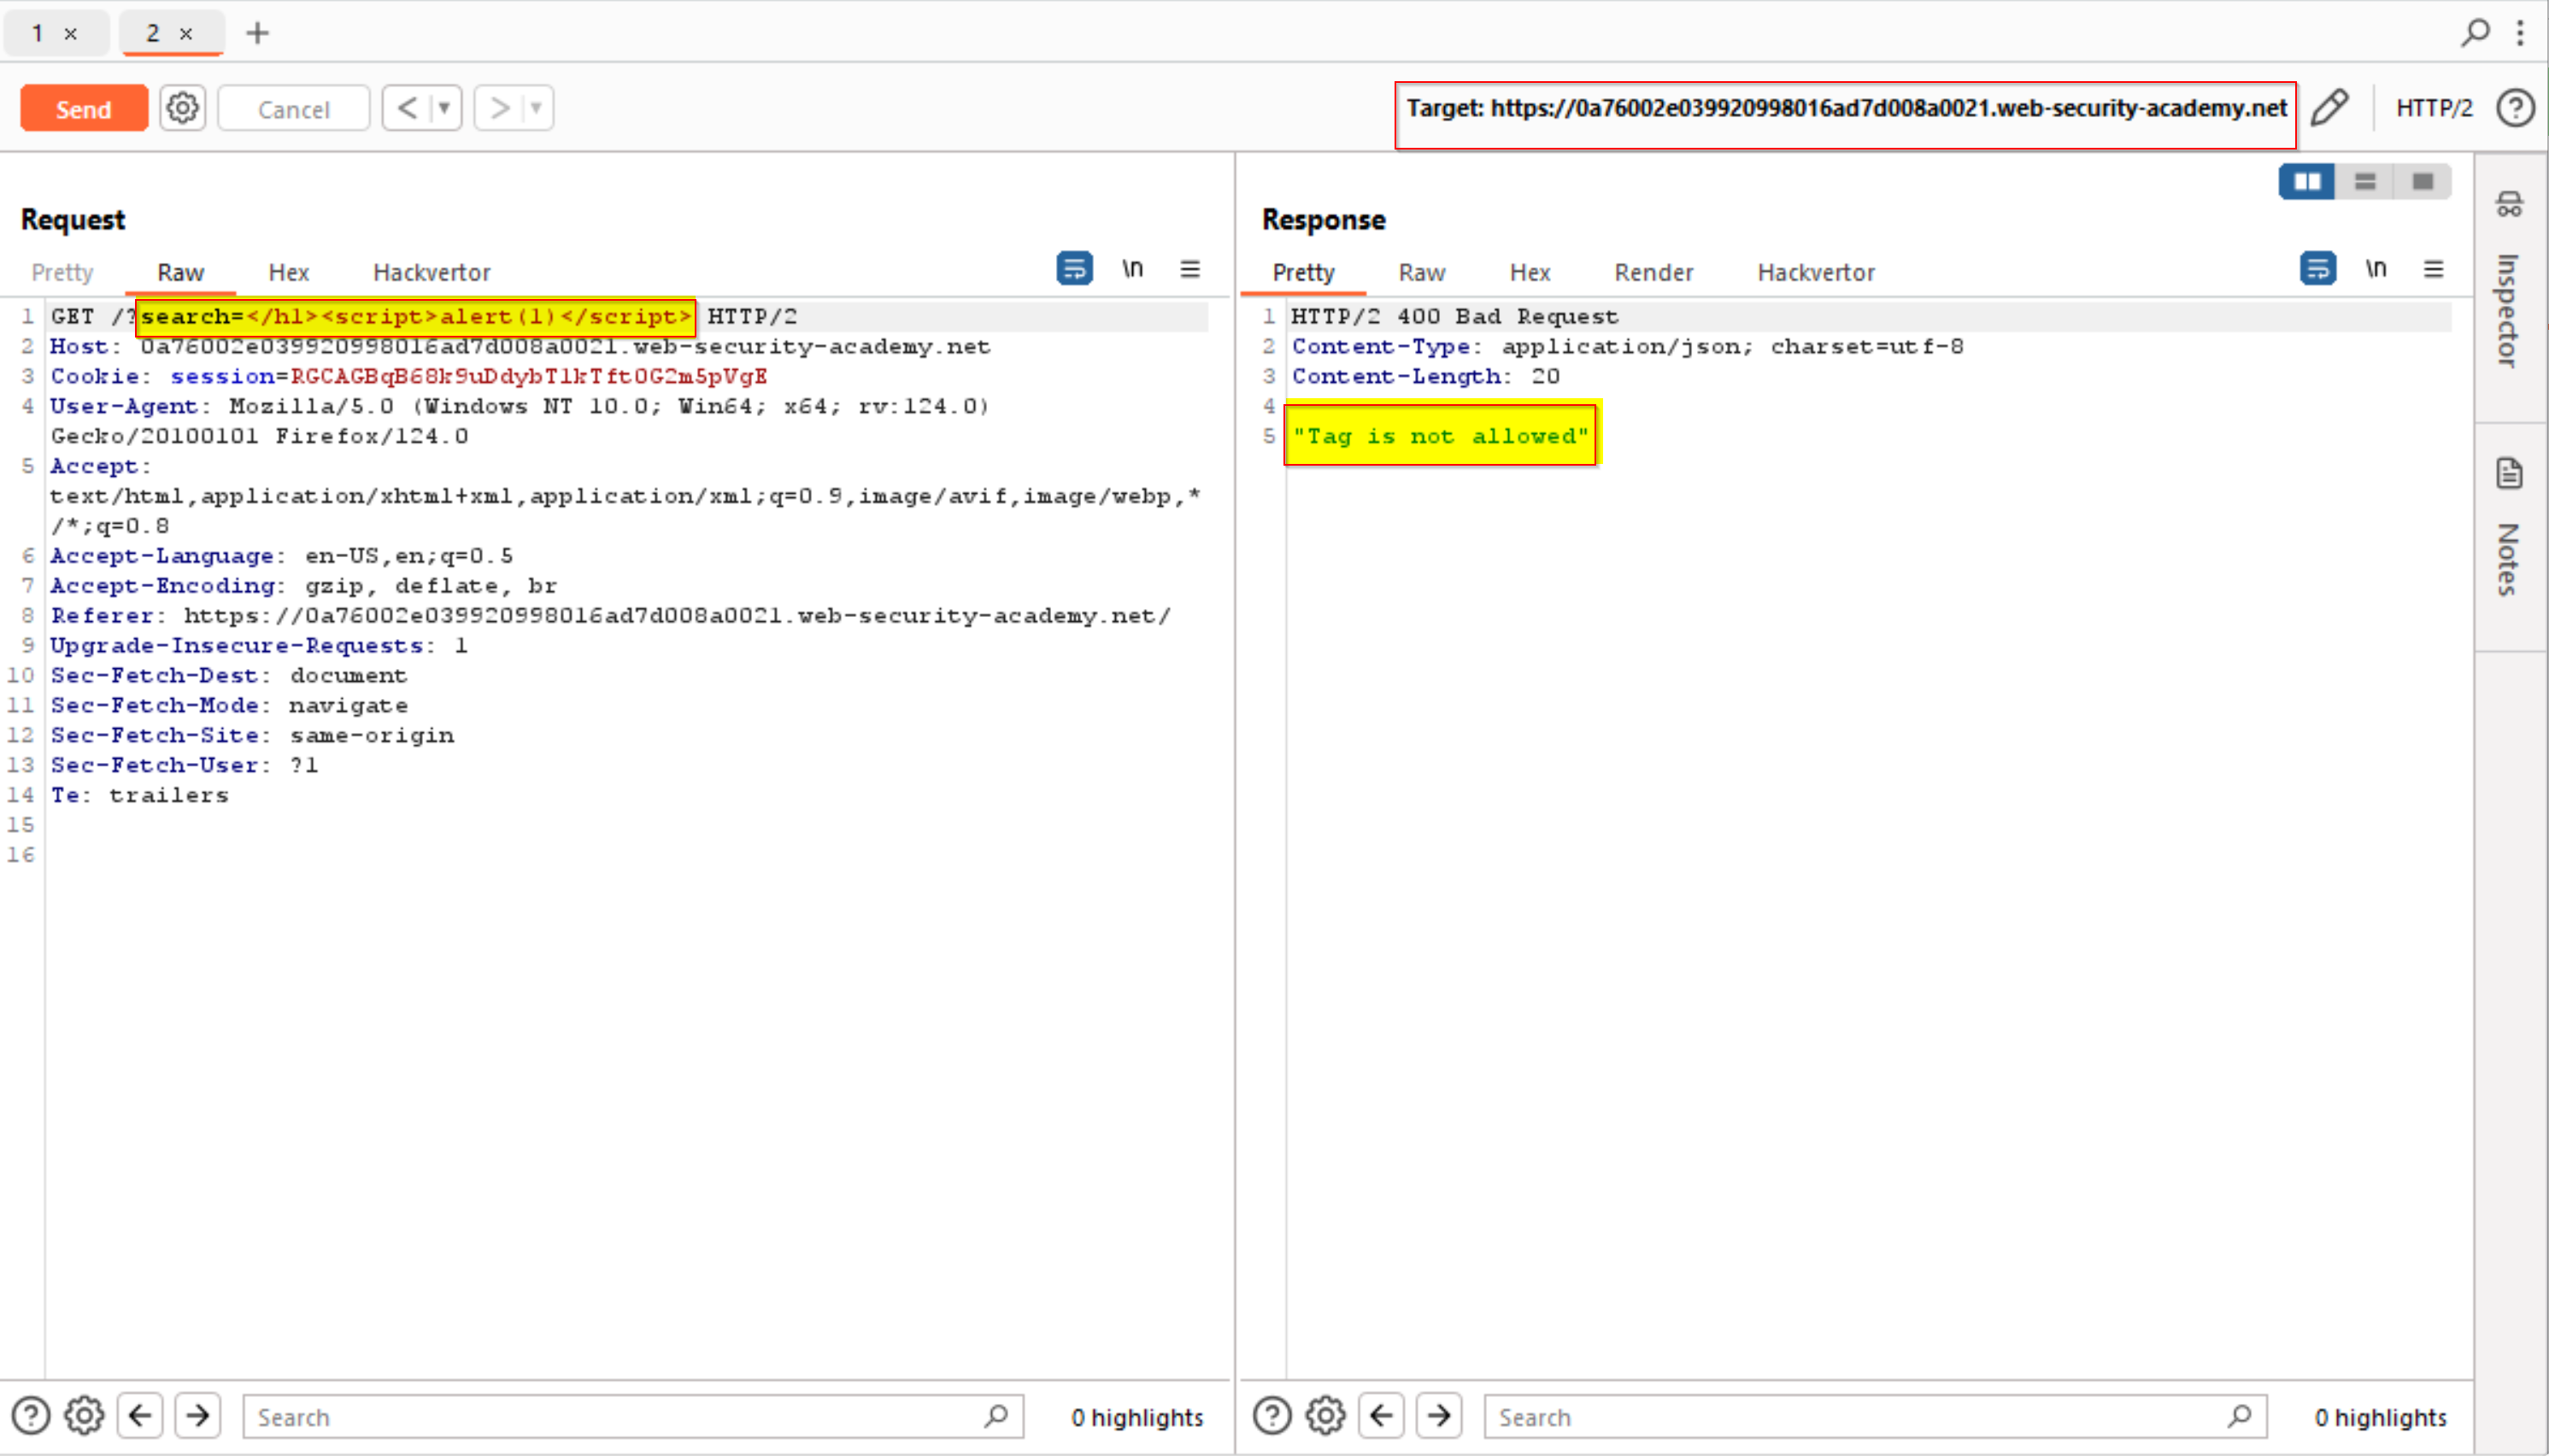 1 × 2 × +
Send Cancel < > Target: https://0a76002e039920998016ad7d008a0021.web-security-academy.net HTTP/2
Request
Pretty Raw Hex Hackvertor \n
1 GET /?search=</h1><script>alert(1)</script> HTTP/2
2 Host: 0a76002e039920998016ad7d008a0021.web-security-academy.net
3 Cookie: session=RGCAGBqB68k9uDdybT1kTftOG2m5pVgE
4 User-Agent: Mozilla/5.0 (Windows NT 10.0; Win64; x64; rv:124.0)
Gecko/20100101 Firefox/124.0
5 Accept:
text/html,application/xhtml+xml,application/xml;q=0.9,image/avif,image/webp,*
/*;q=0.8
6 Accept-Language: en-US,en;q=0.5
7 Accept-Encoding: gzip, deflate, br
8 Referer: https://0a76002e039920998016ad7d008a0021.web-security-academy.net/
9 Upgrade-Insecure-Requests: 1
10 Sec-Fetch-Dest: document
11 Sec-Fetch-Mode: navigate
12 Sec-Fetch-Site: same-origin
13 Sec-Fetch-User: ?1
14 Te: trailers
15
16
Search 0 highlights
Response
Pretty Raw Hex Render Hackvertor \n
1 HTTP/2 400 Bad Request
2 Content-Type: application/json; charset=utf-8
3 Content-Length: 20
4
5 "Tag is not allowed"
Search 0 highlights
Inspector
Notes